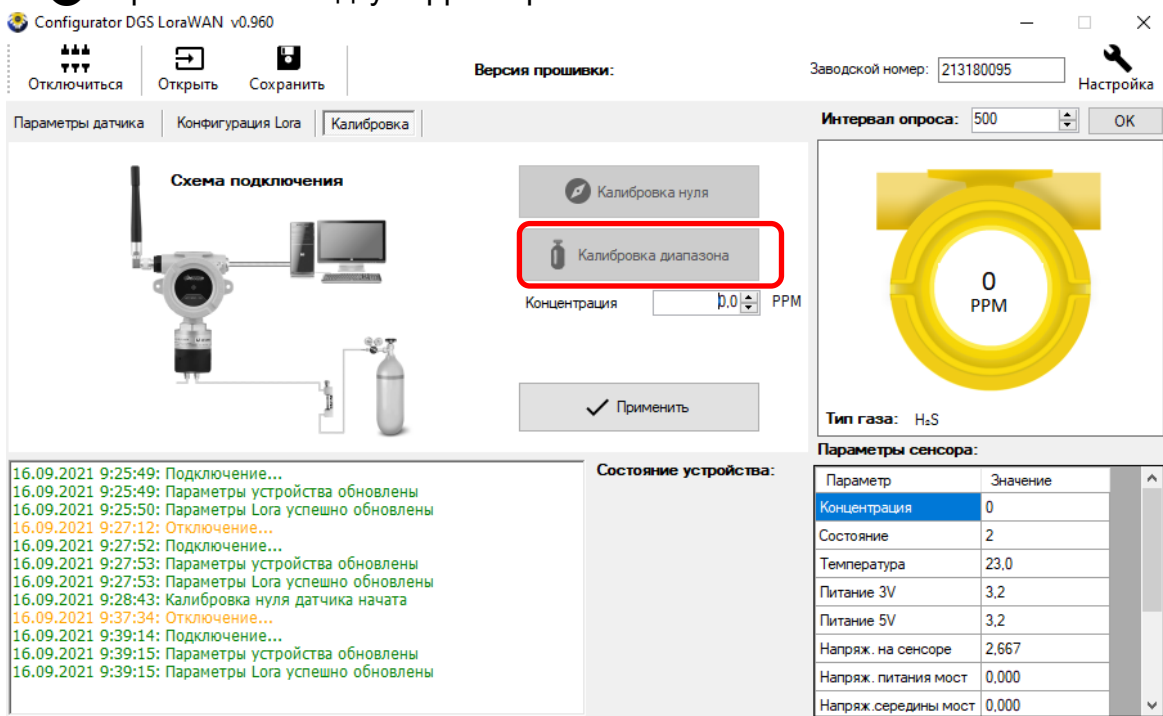 Configurator DGS LoraWAN v0.960
Отключиться
Открыть
Сохранить
Версия прошивки:
Заводской номер: 213180095
Настройка
Параметры датчика
Конфигурация Lora
Калибровка
Интервал опроса: 500
OK
Схема подключения
Калибровка нуля
Калибровка диапазона
Концентрация 0,0 PPM
Применить
0
PPM
Тип газа: H₂S
16.09.2021 9:25:49: Подключение...
16.09.2021 9:25:49: Параметры устройства обновлены
16.09.2021 9:25:50: Параметры Lora успешно обновлены
16.09.2021 9:27:12: Отключение...
16.09.2021 9:27:52: Подключение...
16.09.2021 9:27:53: Параметры устройства обновлены
16.09.2021 9:27:53: Параметры Lora успешно обновлены
16.09.2021 9:28:43: Калибровка нуля датчика начата
16.09.2021 9:37:34: Отключение...
16.09.2021 9:39:14: Подключение...
16.09.2021 9:39:15: Параметры устройства обновлены
16.09.2021 9:39:15: Параметры Lora успешно обновлены
Состояние устройства:
Параметры сенсора:
Параметр Значение
Концентрация 0
Состояние 2
Температура 23,0
Питание 3V 3,2
Питание 5V 3,2
Напряж. на сенсоре 2,667
Напряж. питания мост 0,000
Напряж.середины мост 0,000